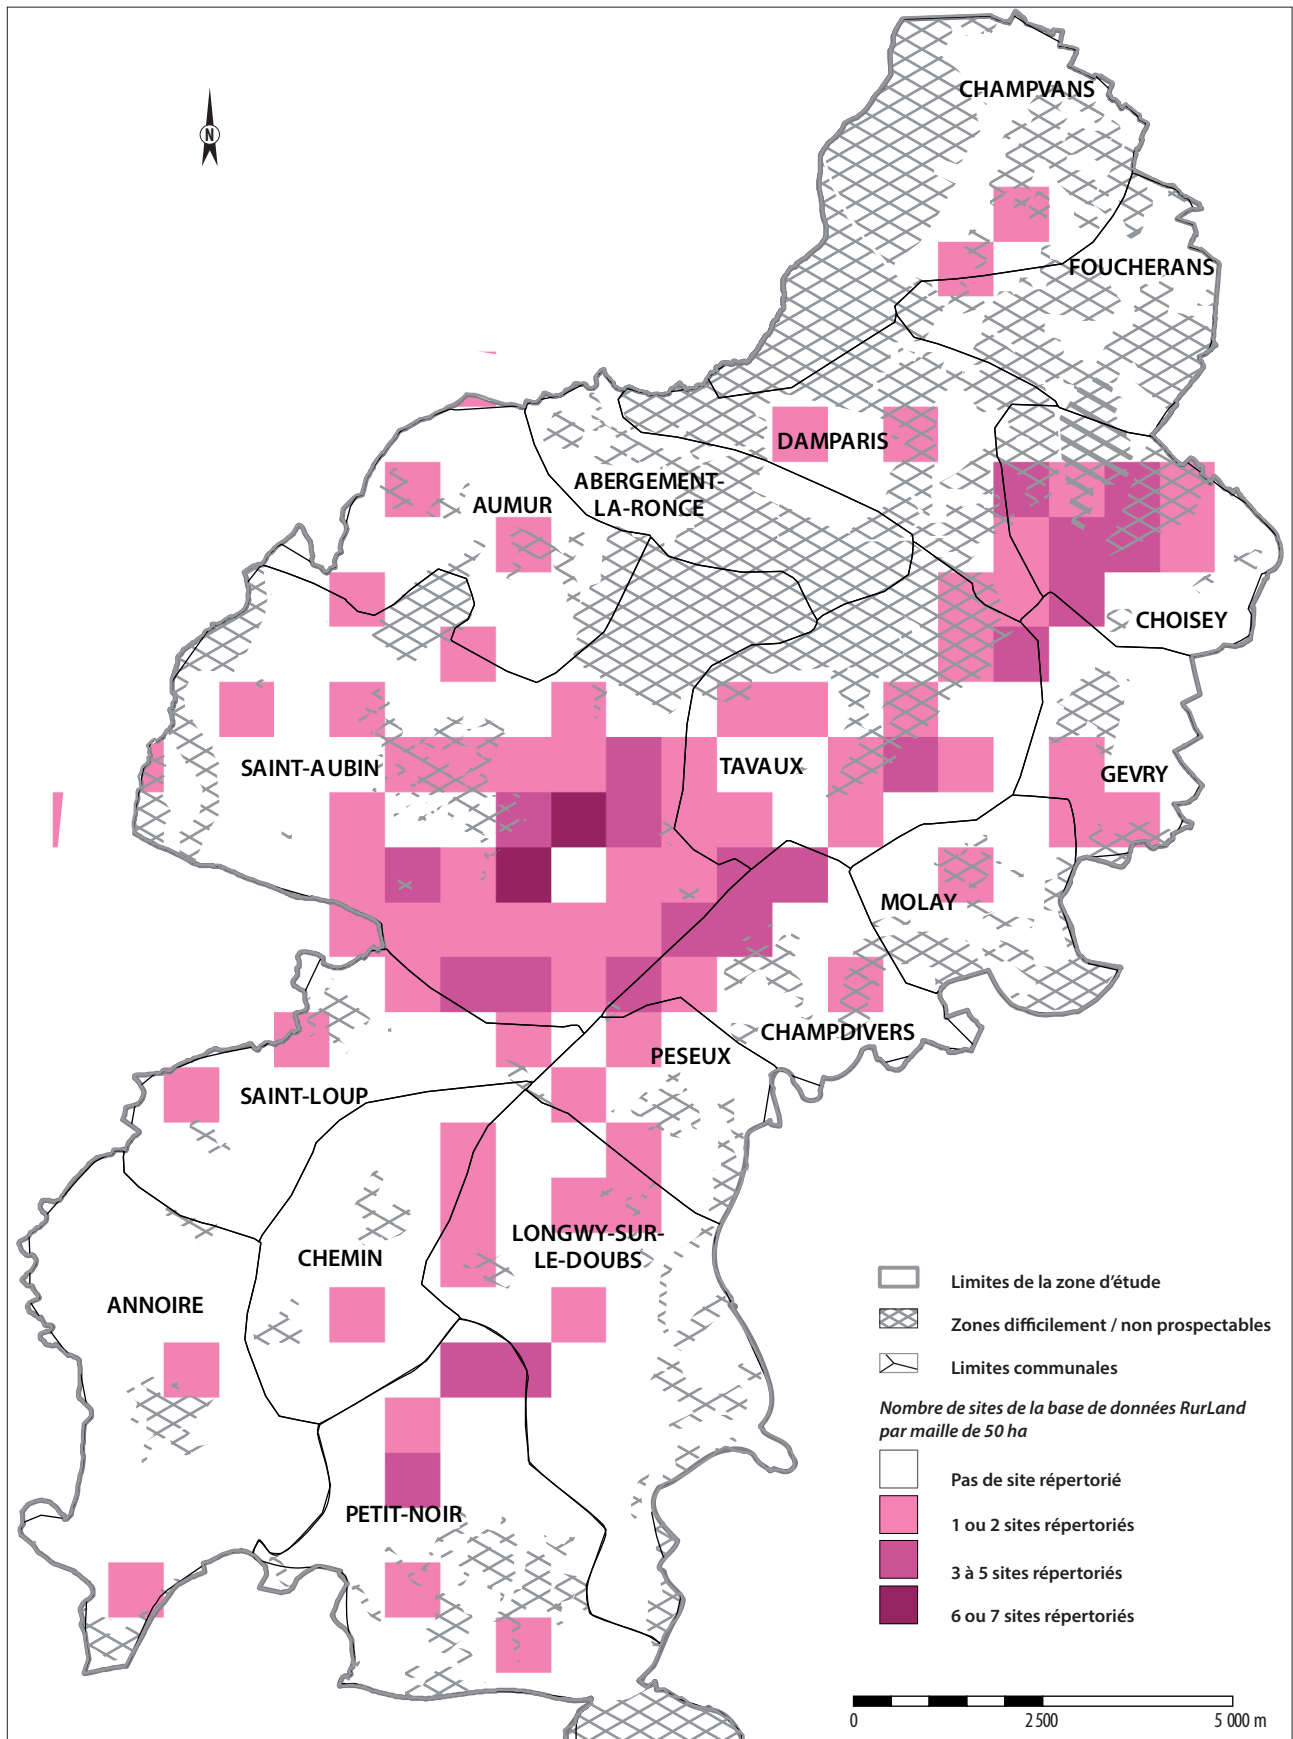 CHAMPVANS
N
FOUCHERANS
DAMPARIS
ABERGEMENT-
LA-RONCE
AUMUR
CHOISEY
SAINT-AUBIN
TAVAUX
GEVRY
MOLAY
CHAMPDIVERS
PESEUX
SAINT-LOUP
LONGWY-SUR-
LE-DOUBS
CHEMIN
ANNOIRE
PETIT-NOIR
Limites de la zone d'étude
Zones difficilement / non prospectables
Limites communales
Nombre de sites de la base de données RurLand
par maille de 50 ha
Pas de site répertorié
1 ou 2 sites répertoriés
3 à 5 sites répertoriés
6 ou 7 sites répertoriés
0 2 500 5 000 m